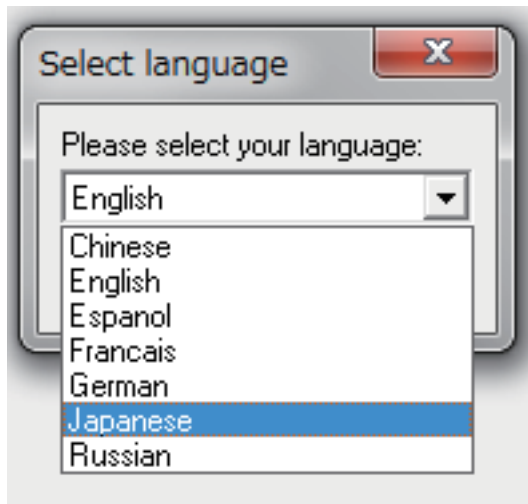 Select language
Please select your language:
English
Chinese
English
Espanol
Francais
German
Japanese
Russian